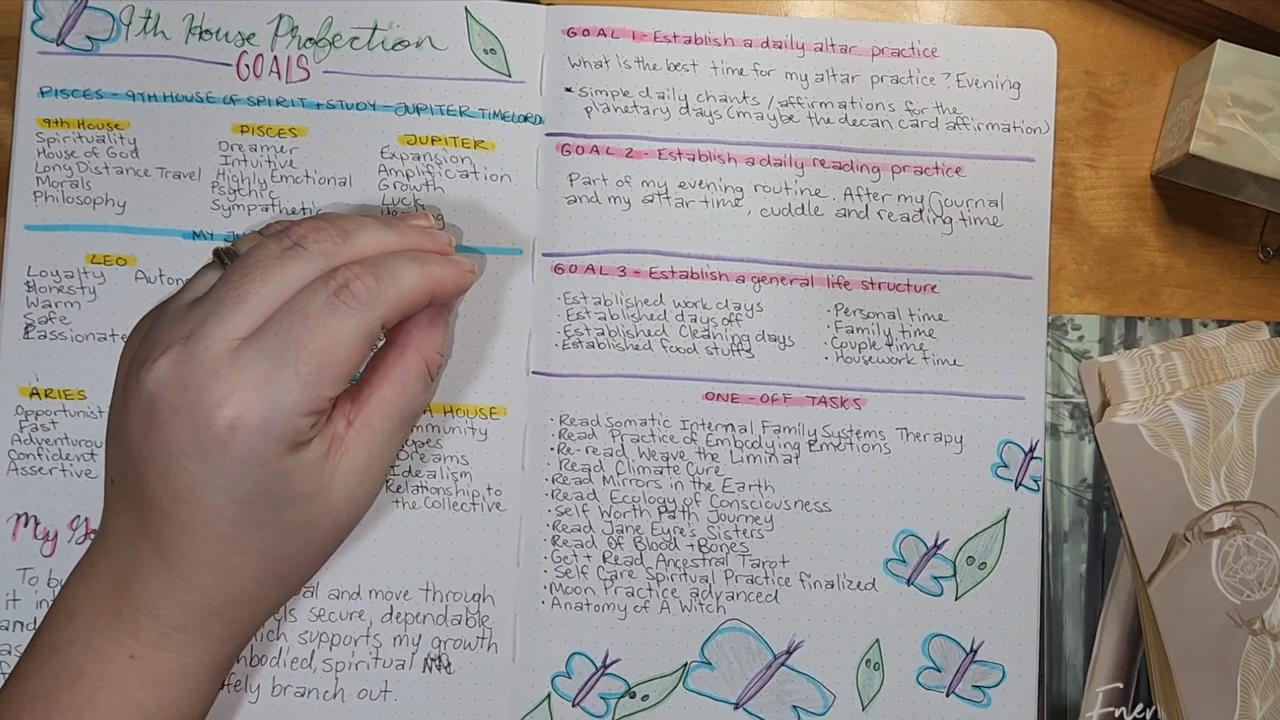 9th House Profection
GOALS
PISCES - 9TH HOUSE OF SPIRIT + STUDY - JUPITER TIMELORD
9th House
Spirituality
House of God
Long Distance Travel
Morals
Philosophy
PISCES
Dreamer
Intuitive
Highly Emotional
Psychic
Sympathetic
JUPITER
Expansion
Amplification
Growth
Luck
MY
LEO
Loyalty
Honesty
Warm
Safe
Passionate
ARIES
Opportunist
Fast
Adventurou
Confident
Assertive
HOUSE
Dreams
Idealism
Relationship to
the Collective
My
To
it
and
as
and move through
secure, dependable
supports my growth
spiritual
branch out.
GOAL 1 - Establish a daily altar practice
What is the best time for my altar practice? Evening
*simple daily chants / affirmations for the
planetary days (maybe the decan card affirmation)
GOAL 2 - Establish a daily reading practice
Part of my evening routine. After my journal
and my altar time, cuddle and reading time
GOAL 3 - Establish a general life structure
·Established work days
·Established days off
·Established Cleaning days
·Established food stuffs
·Personal time
·Family time
·Couple time
·Housework time
ONE-OFF TASKS
·Read Somatic Internal Family Systems Therapy
·Read Practice of Embodying Emotions
·Re-read Weave the Liminal
·Read Climate Cure
·Read Mirrors in the Earth
·Read Ecology of Consciousness
·Self Worth Path Journey
·Read Jane Eyre's Sisters
·Read Of Blood + Bones
·Get + Read Ancestral Tarot
·Self Care Spiritual Practice finalized
·Moon Practice advanced
·Anatomy of A Witch